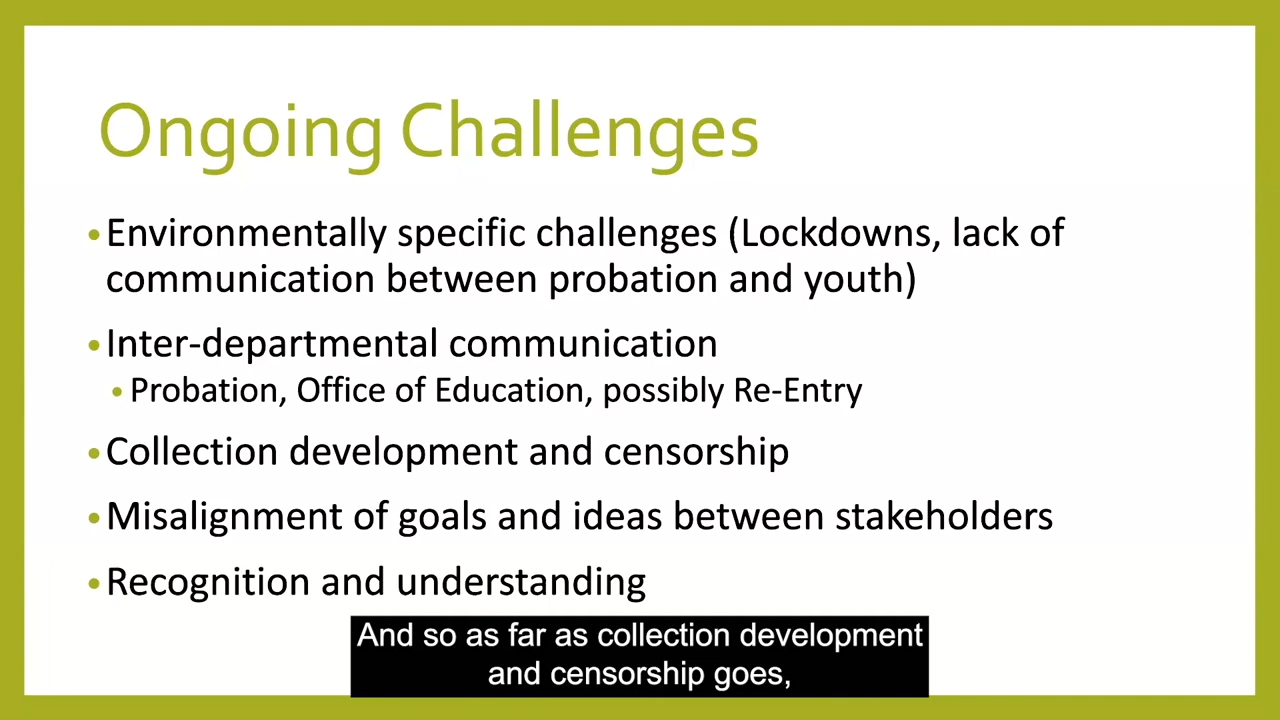 Ongoing Challenges
•Environmentally specific challenges (Lockdowns, lack of
communication between probation and youth)
•Inter-departmental communication
•Probation, Office of Education, possibly Re-Entry
•Collection development and censorship
•Misalignment of goals and ideas between stakeholders
•Recognition and understanding
And so as far as collection development
and censorship goes,